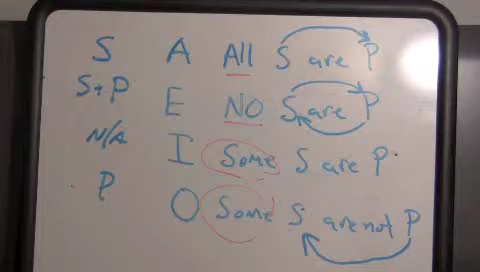 S A All S are P
S+P E NO S are P
N/A I Some S are P
P O Some S are not P